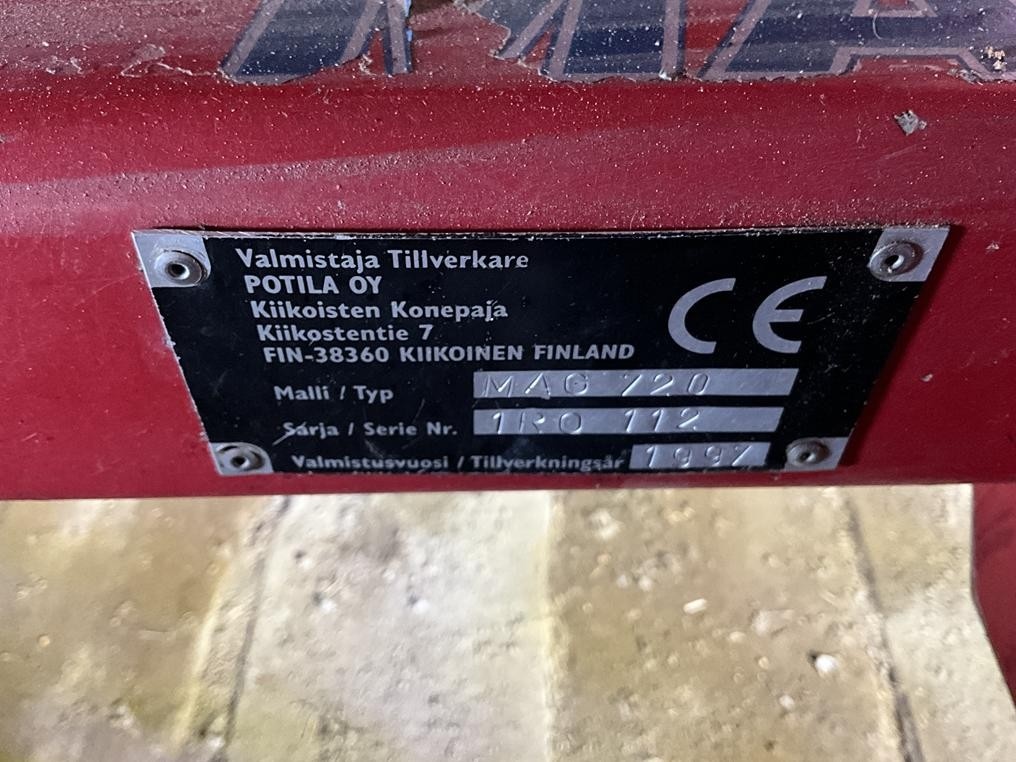 MA
Valmistaja Tillverkare
POTILA OY
Kiikoisten Konepaja
Kiikostentie 7
FIN-38360 KIIKOINEN FINLAND
CE
Malli / Typ MAG 720
Sarja / Serie Nr. 1RO 112
Valmistusvuosi / Tillverkningsår 1997